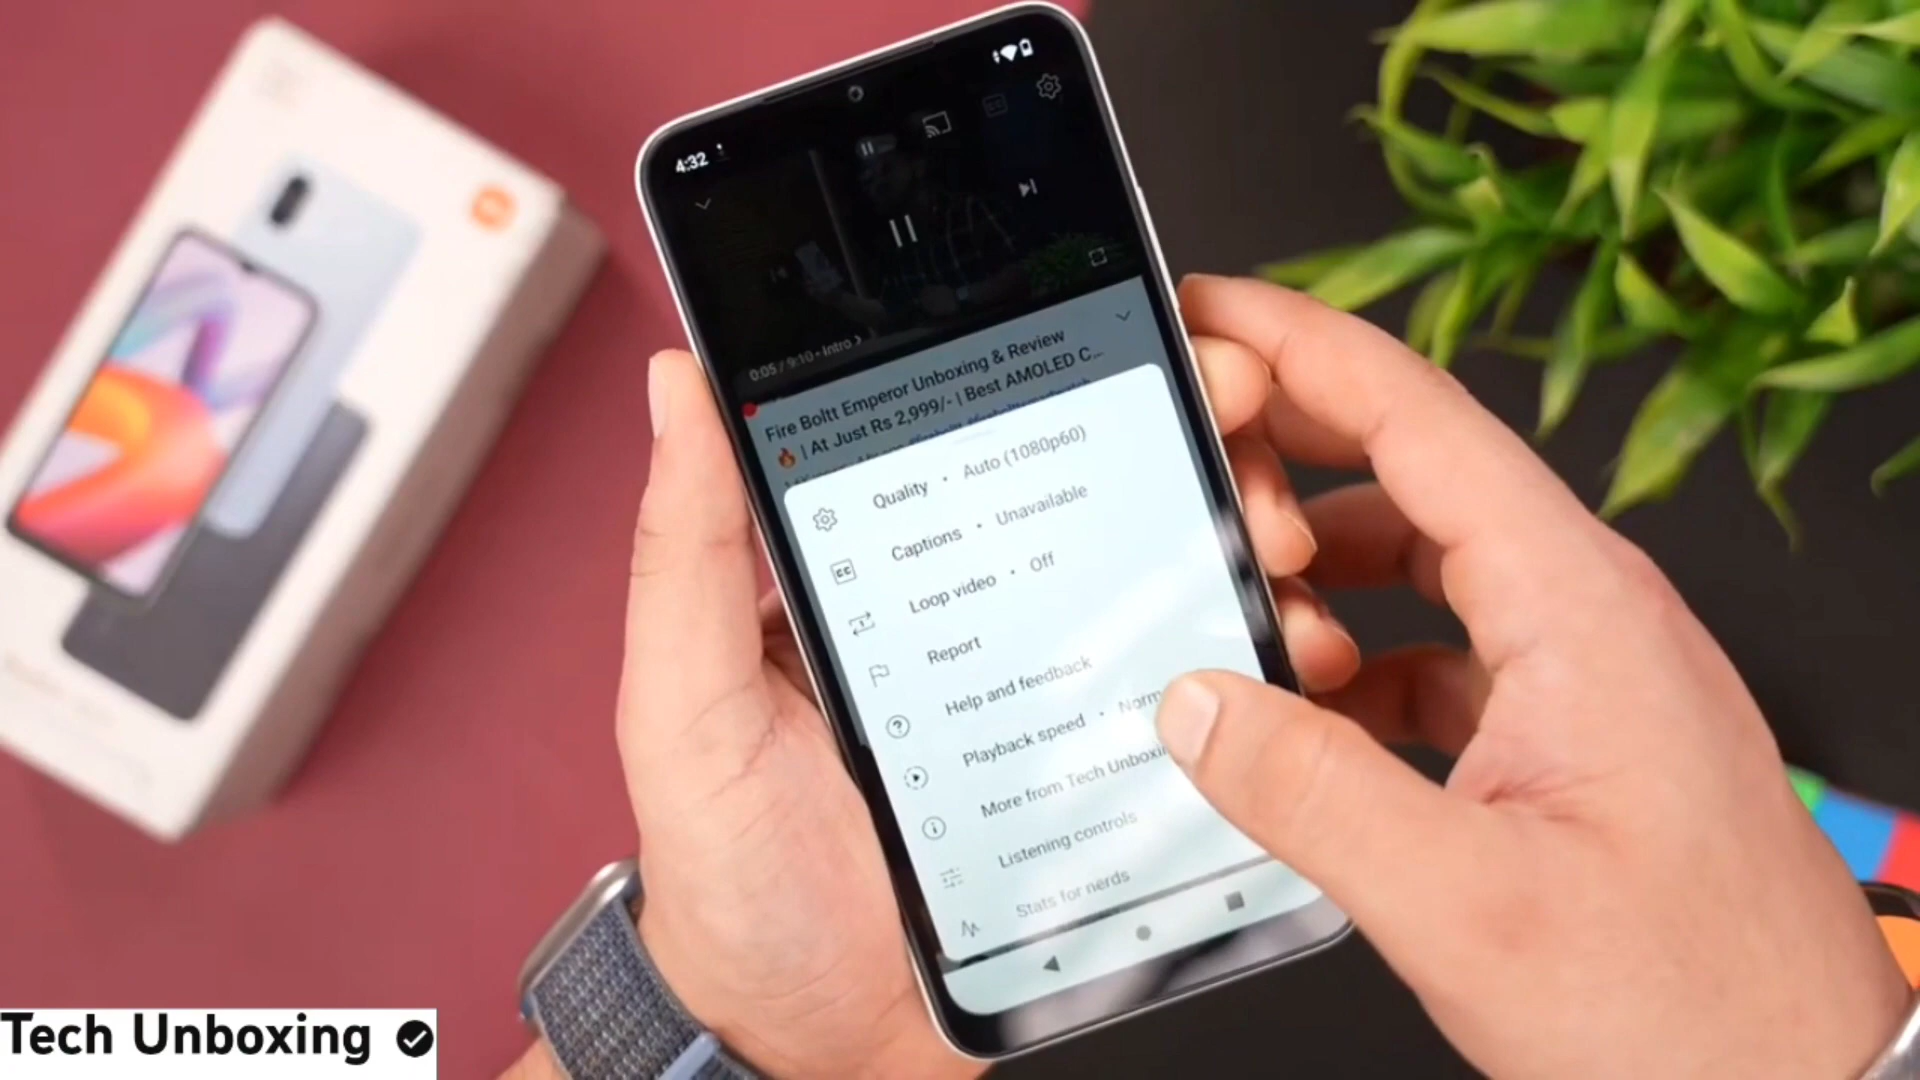 4:32
0:05 / 9:10 • Intro
Fire Boltt Emperor Unboxing & Review
🔥 | At Just Rs 2,999/- | Best AMOLED C...
Quality • Auto (1080p60)
CC Captions • Unavailable
Loop video • Off
Report
Help and feedback
Playback speed • Norm
More from Tech Unboxin
Listening controls
Stats for nerds
Tech Unboxing